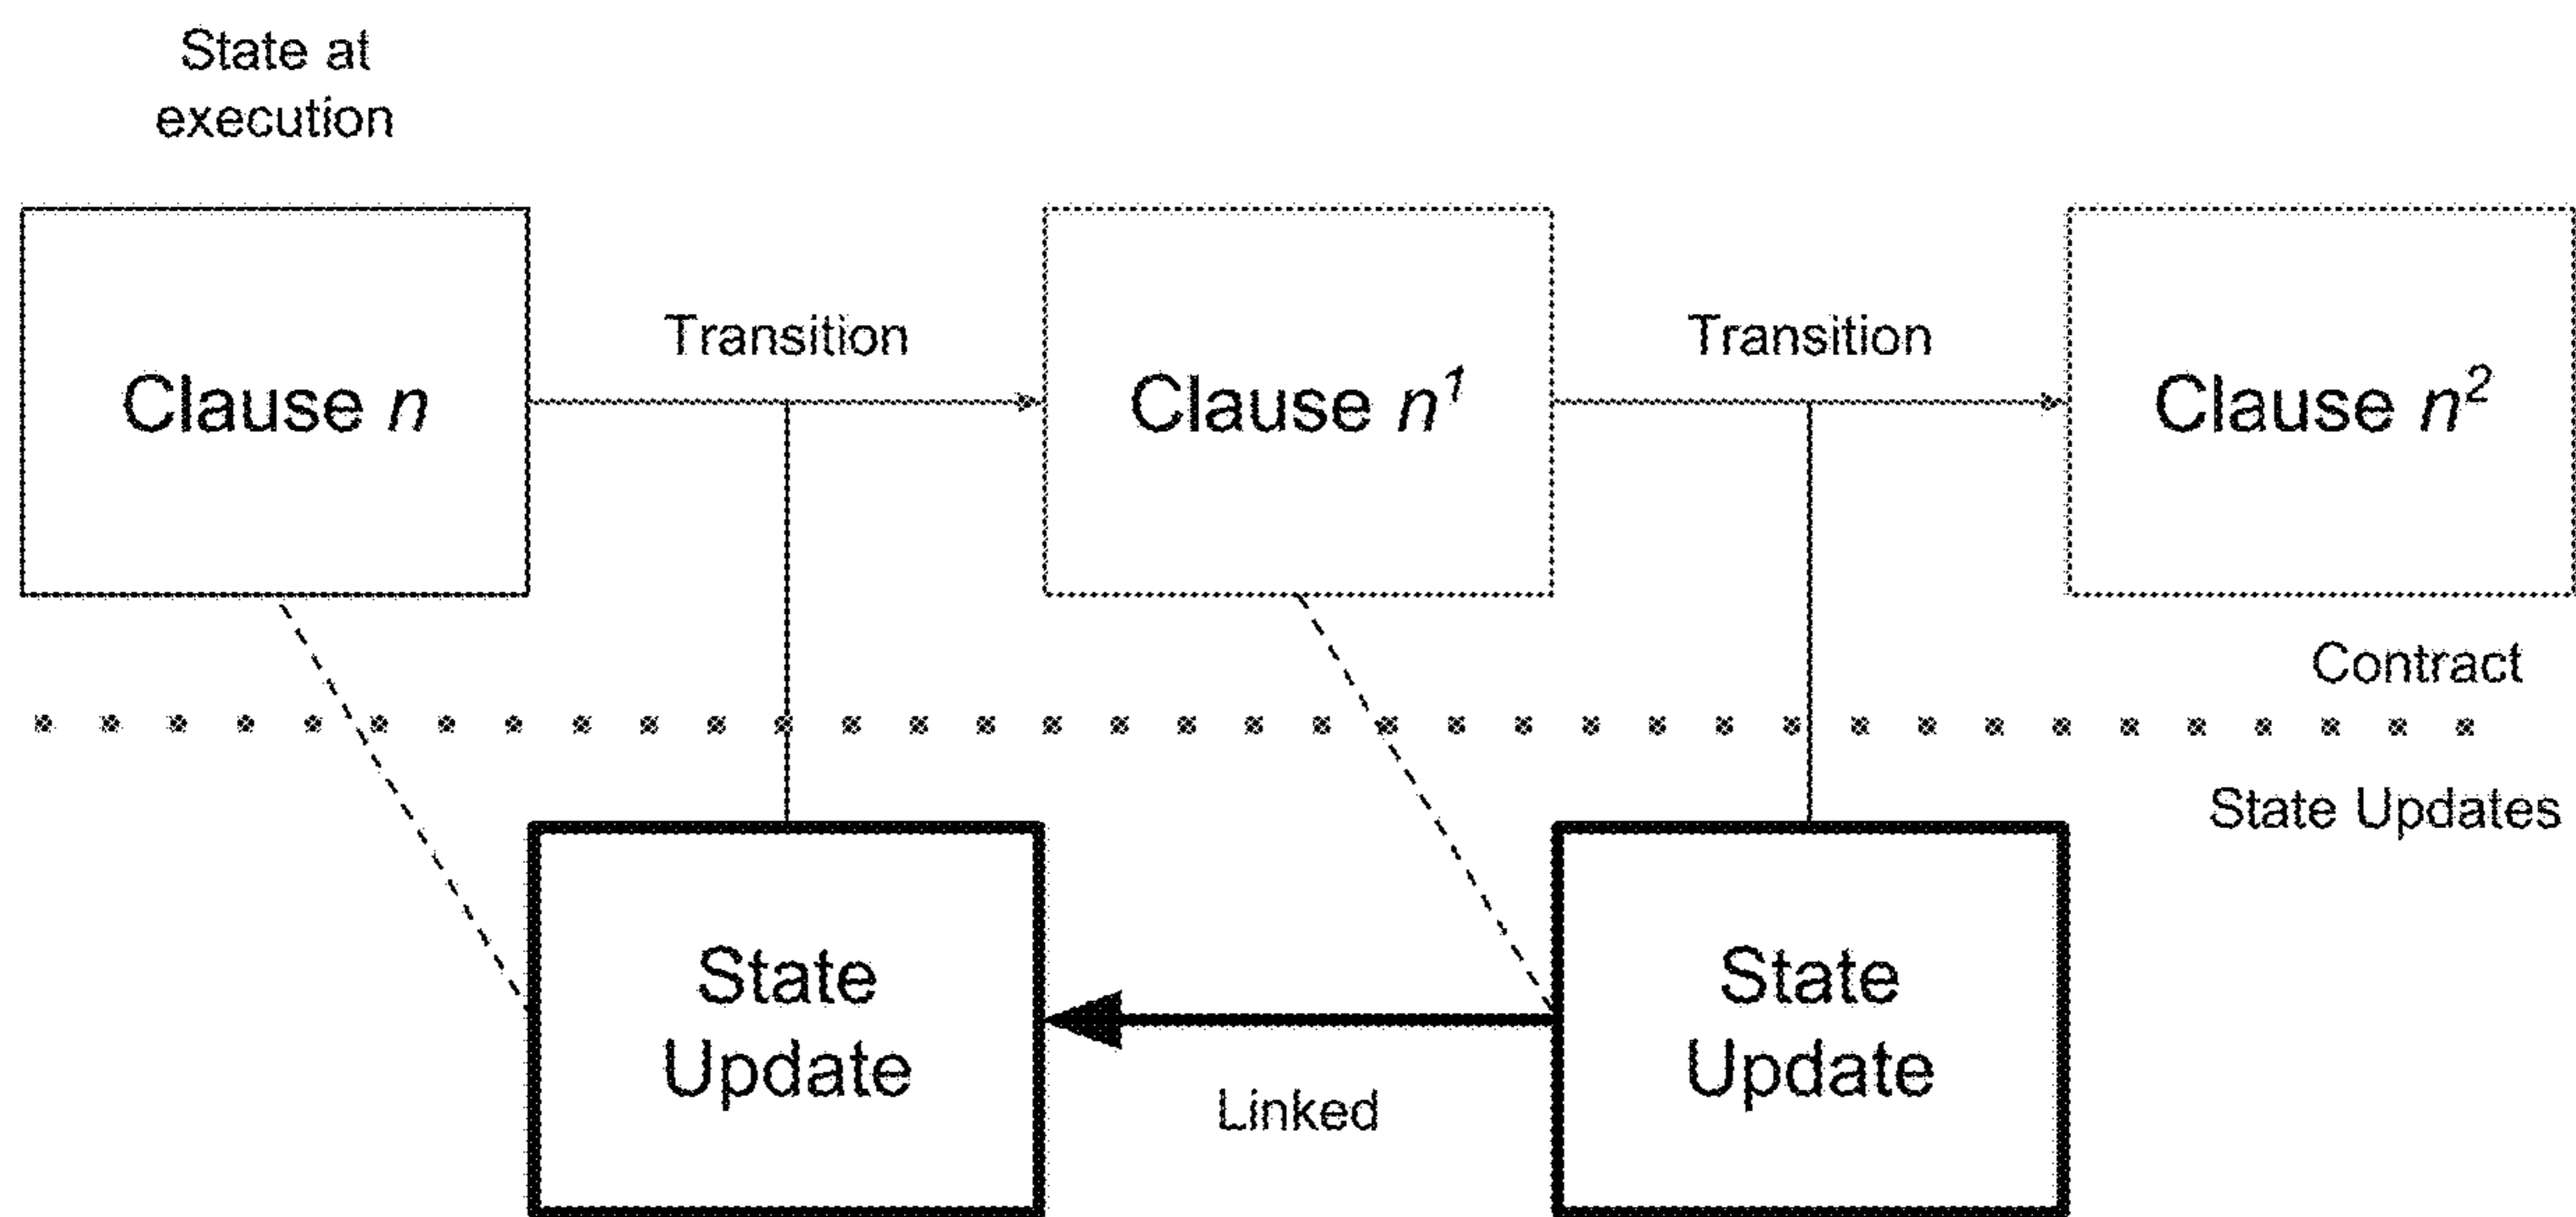 State at
execution
Transition
Transition
Clause n
Clause n¹
Clause n²
Contract
State Updates
State
Update
State
Update
Linked